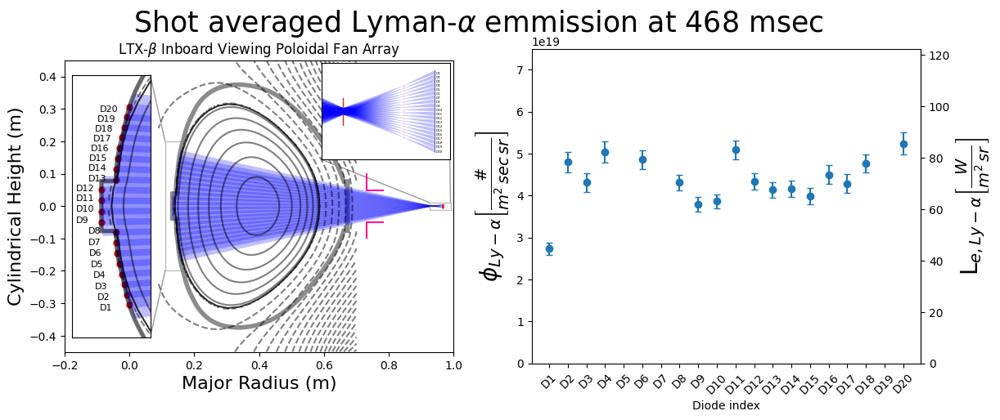 Shot averaged Lyman-α emmission at 468 msec
LTX-β Inboard Viewing Poloidal Fan Array
Cylindrical Height (m)
0.4
0.3
0.2
0.1
0.0
−0.1
−0.2
−0.3
−0.4
D20
D19
D18
D17
D16
D15
D14
D13
D12
D11
D10
D9
D8
D7
D6
D5
D4
D3
D2
D1
−0.2
0.0
0.2
0.4
0.6
0.8
1.0
Major Radius (m)
1e19
ϕLy − α [# / m² sec sr]
7
6
5
4
3
2
1
0
D1
D2
D3
D4
D5
D6
D7
D8
D9
D10
D11
D12
D13
D14
D15
D16
D17
D18
D19
D20
Diode index
120
100
80
60
40
20
0
Le, Ly − α [W / m² sr]